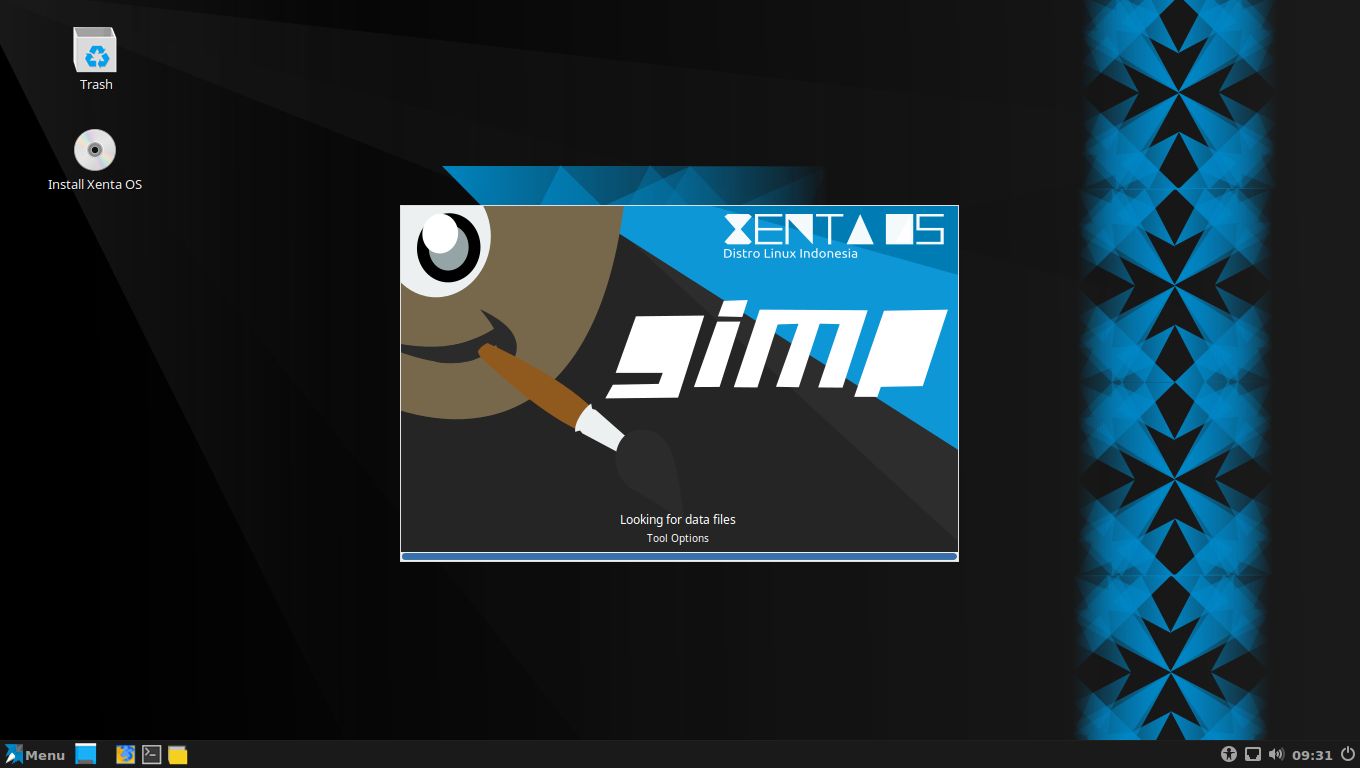 Trash
Install Xenta OS
XENTA OS
Distro Linux Indonesia
gimp
Looking for data files
Tool Options
Menu
09:31